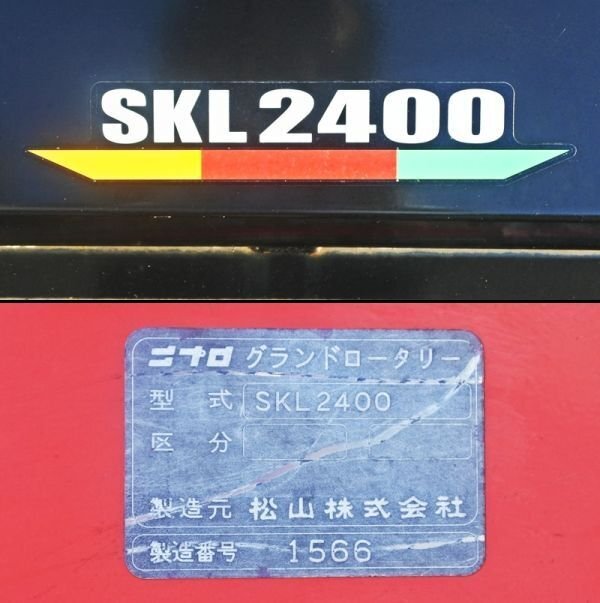 SKL2400
ニプロ グランドロータリー
型式 SKL2400
区分
製造元 松山株式会社
製造番号 1566